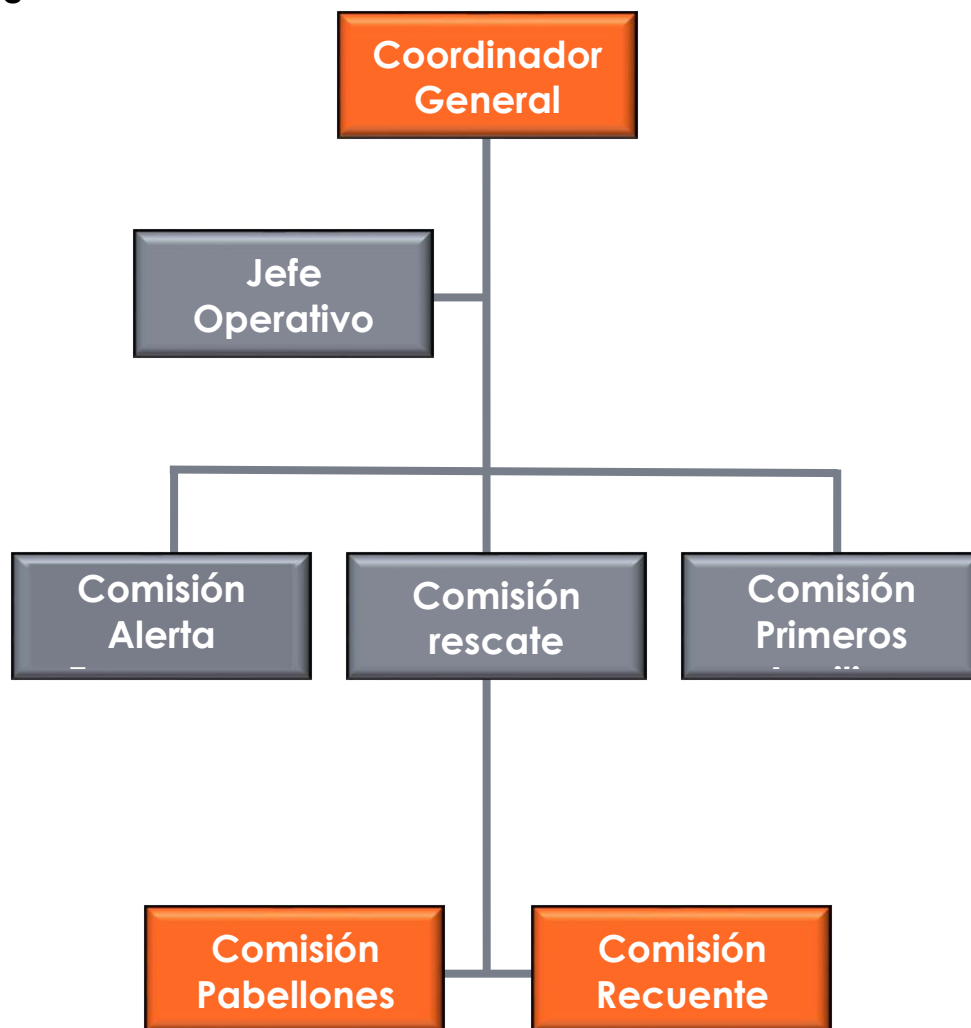 Coordinador
General
Jefe
Operativo
Comisión
Alerta
Comisión
rescate
Comisión
Primeros
Comisión
Pabellones
Comisión
Recuente